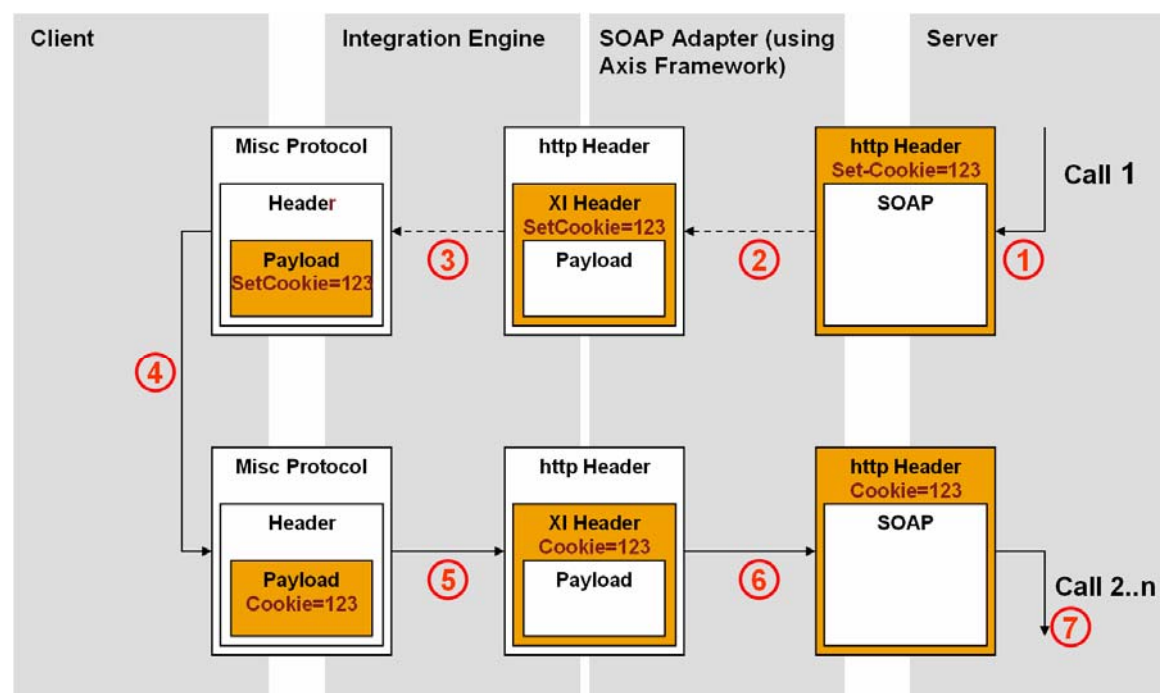 Client
Integration Engine
SOAP Adapter (using
Axis Framework)
Server
Misc Protocol
Header
Payload
SetCookie=123
http Header
XI Header
SetCookie=123
Payload
http Header
Set-Cookie=123
SOAP
Call 1
3
2
1
4
Misc Protocol
Header
Payload
Cookie=123
http Header
XI Header
Cookie=123
Payload
http Header
Cookie=123
SOAP
5
6
Call 2..n
7